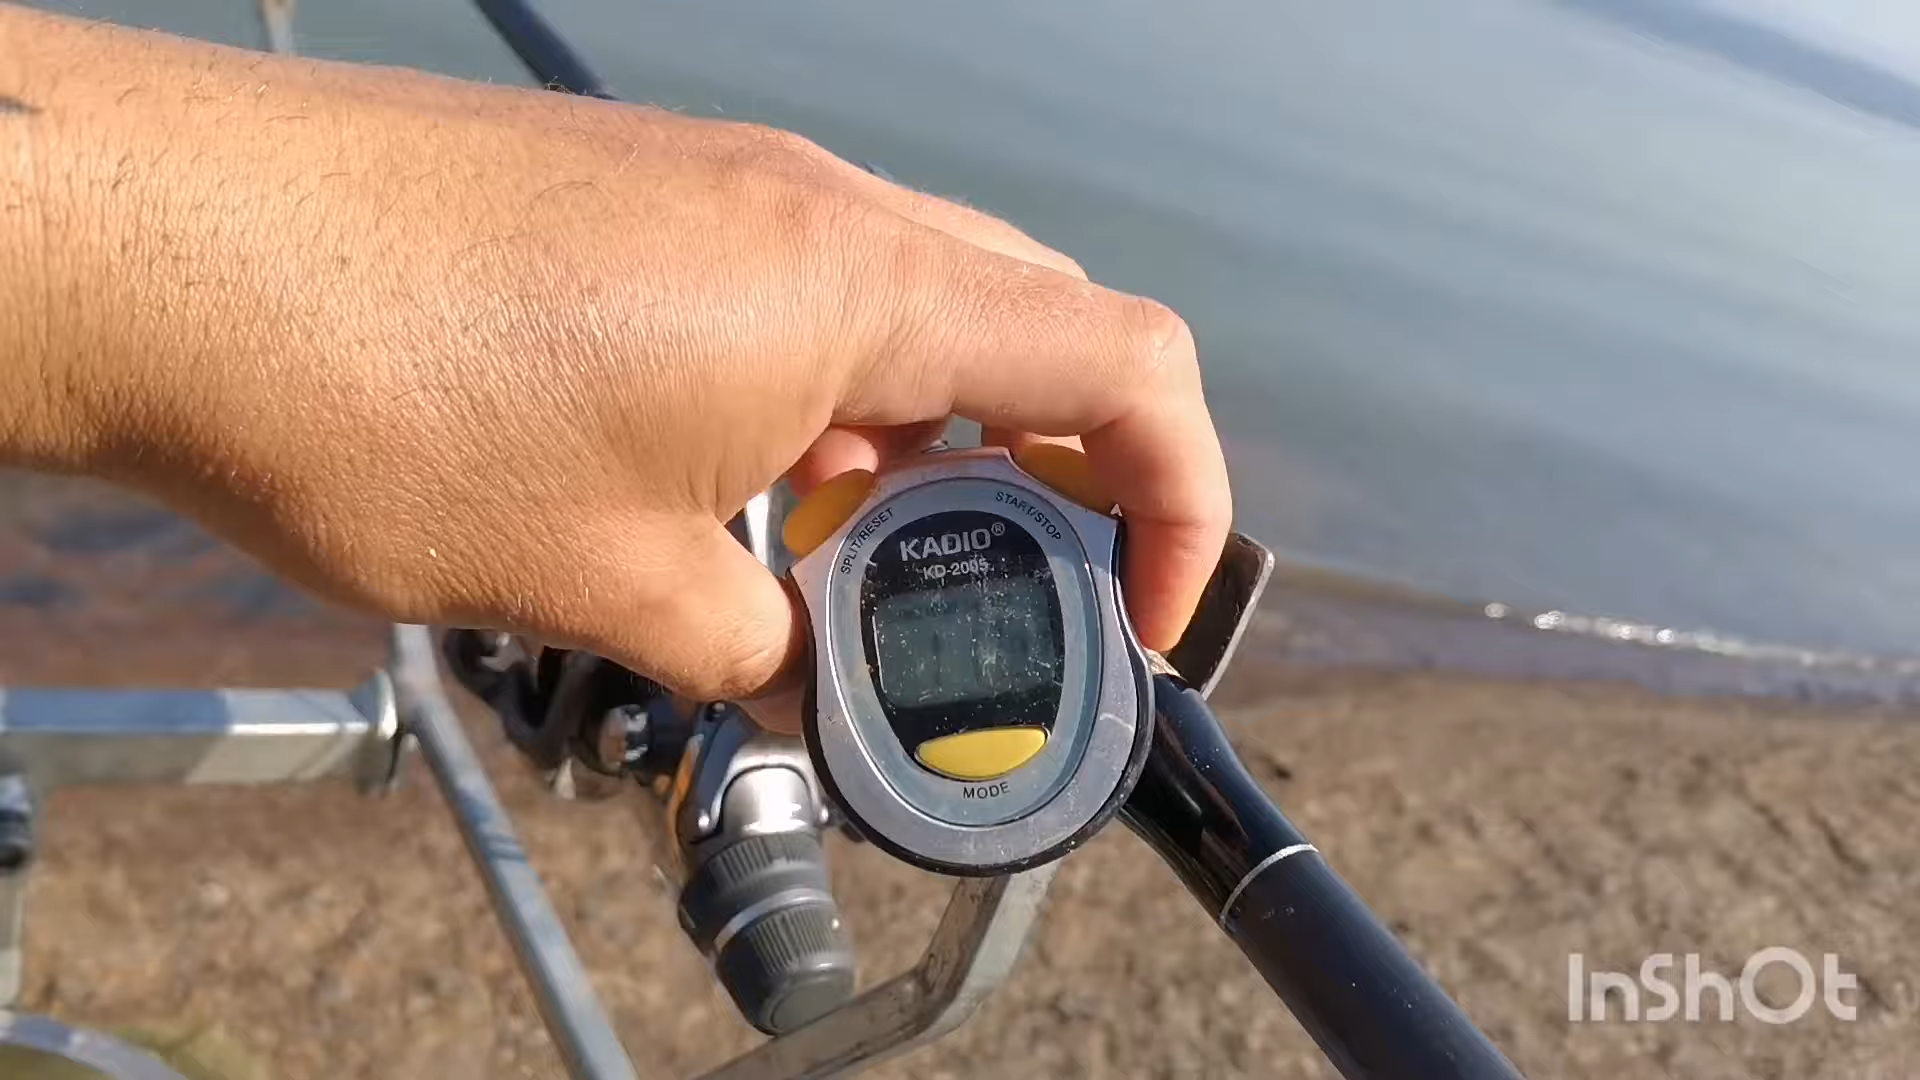 SPLIT/RESET
START/STOP
KADIO®
KD-2005
MODE
InShOt